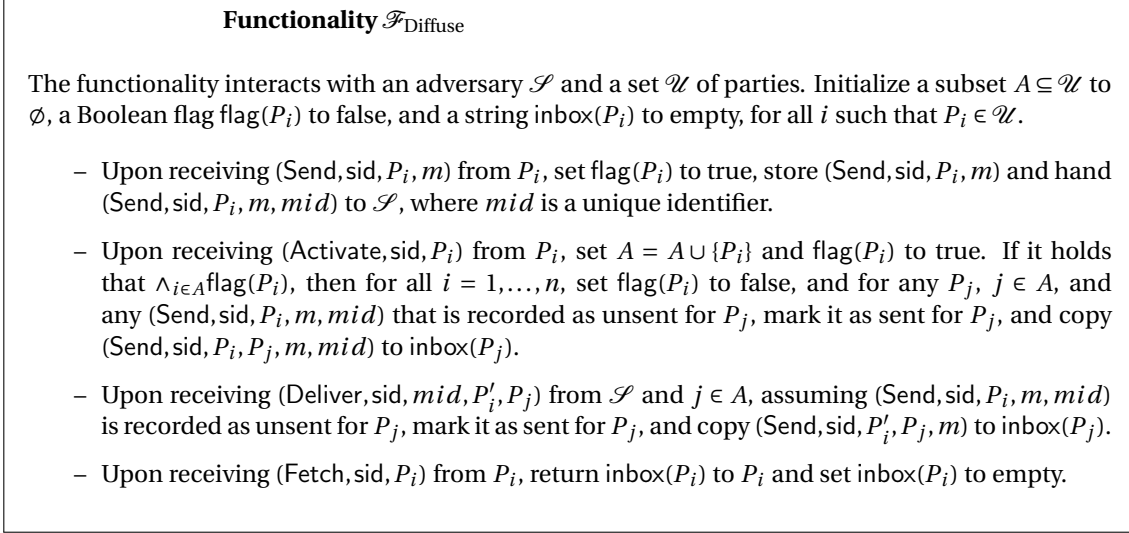 Functionality ℱDiffuse
The functionality interacts with an adversary 𝒮 and a set 𝒰 of parties. Initialize a subset A ⊆ 𝒰 to
∅, a Boolean flag flag(Pᵢ) to false, and a string inbox(Pᵢ) to empty, for all i such that Pᵢ ∈ 𝒰.
– Upon receiving (Send, sid, Pᵢ, m) from Pᵢ, set flag(Pᵢ) to true, store (Send, sid, Pᵢ, m) and hand
(Send, sid, Pᵢ, m, mid) to 𝒮, where mid is a unique identifier.
– Upon receiving (Activate, sid, Pᵢ) from Pᵢ, set A = A ∪ {Pᵢ} and flag(Pᵢ) to true. If it holds
that ∧i∈Aflag(Pᵢ), then for all i = 1,...,n, set flag(Pᵢ) to false, and for any Pⱼ, j ∈ A, and
any (Send, sid, Pᵢ, m, mid) that is recorded as unsent for Pⱼ, mark it as sent for Pⱼ, and copy
(Send, sid, Pᵢ, Pⱼ, m, mid) to inbox(Pⱼ).
– Upon receiving (Deliver, sid, mid, P′ᵢ, Pⱼ) from 𝒮 and j ∈ A, assuming (Send, sid, Pᵢ, m, mid)
is recorded as unsent for Pⱼ, mark it as sent for Pⱼ, and copy (Send, sid, P′ᵢ, Pⱼ, m) to inbox(Pⱼ).
– Upon receiving (Fetch, sid, Pᵢ) from Pᵢ, return inbox(Pᵢ) to Pᵢ and set inbox(Pᵢ) to empty.